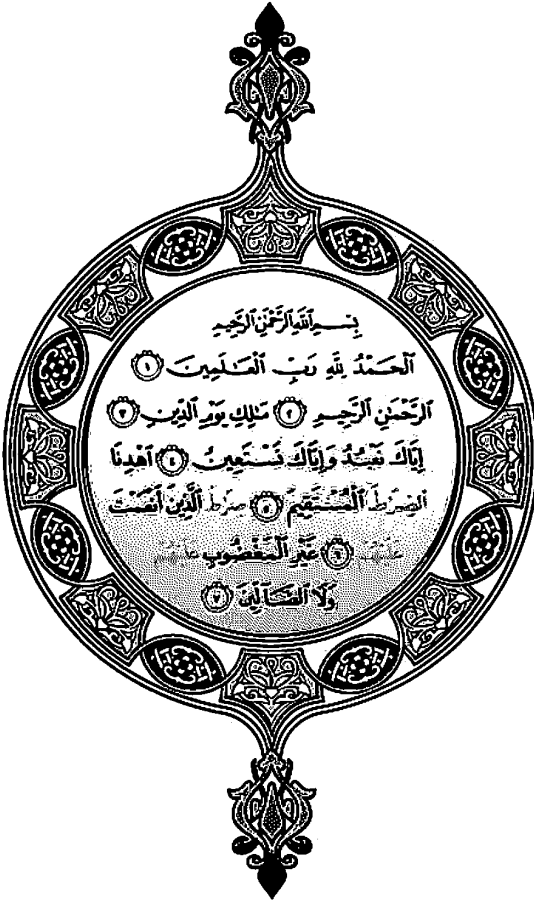 بِسْمِ ٱللَّهِ ٱلرَّحْمَٰنِ ٱلرَّحِيمِ
ٱلْحَمْدُ لِلَّهِ رَبِّ ٱلْعَـٰلَمِينَ ١
ٱلرَّحْمَٰنِ ٱلرَّحِيمِ ٢ مَـٰلِكِ يَوْمِ ٱلدِّينِ ٣
إِيَّاكَ نَعْبُدُ وَإِيَّاكَ نَسْتَعِينُ ٤ ٱهْدِنَا
ٱلصِّرَٰطَ ٱلْمُسْتَقِيمَ ٥ صِرَٰطَ ٱلَّذِينَ أَنْعَمْتَ
عَلَيْهِمْ ٦ غَيْرِ ٱلْمَغْضُوبِ عَلَيْهِمْ
وَلَا ٱلضَّآلِّينَ ٧